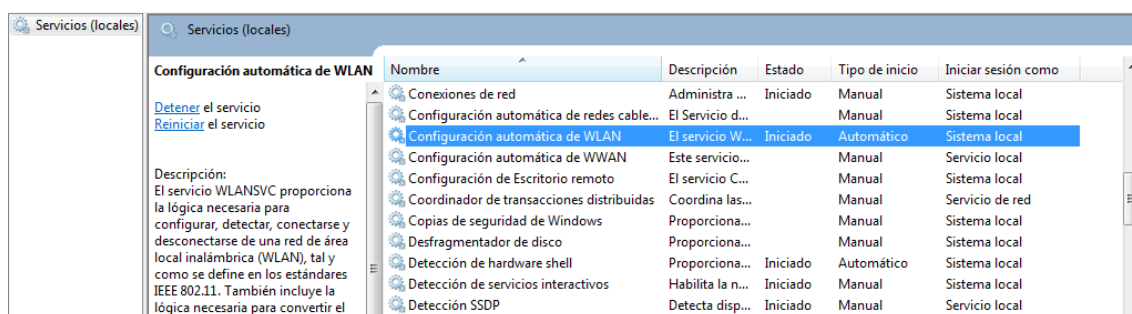 Servicios (locales)
Servicios (locales)
Configuración automática de WLAN
Detener el servicio
Reiniciar el servicio
Descripción:
El servicio WLANSVC proporciona
la lógica necesaria para
configurar, detectar, conectarse y
desconectarse de una red de área
local inalámbrica (WLAN), tal y
como se define en los estándares
IEEE 802.11. También incluye la
lógica necesaria para convertir el
Nombre Descripción Estado Tipo de inicio Iniciar sesión como
Conexiones de red Administra ... Iniciado Manual Sistema local
Configuración automática de redes cable... El Servicio d... Manual Sistema local
Configuración automática de WLAN El servicio W... Iniciado Automático Sistema local
Configuración automática de WWAN Este servicio... Manual Servicio local
Configuración de Escritorio remoto El servicio C... Manual Sistema local
Coordinador de transacciones distribuidas Coordina las... Manual Servicio de red
Copias de seguridad de Windows Proporciona... Manual Sistema local
Desfragmentador de disco Proporciona... Manual Sistema local
Detección de hardware shell Proporciona... Iniciado Automático Sistema local
Detección de servicios interactivos Habilita la n... Iniciado Manual Sistema local
Detección SSDP Detecta disp... Iniciado Manual Servicio local